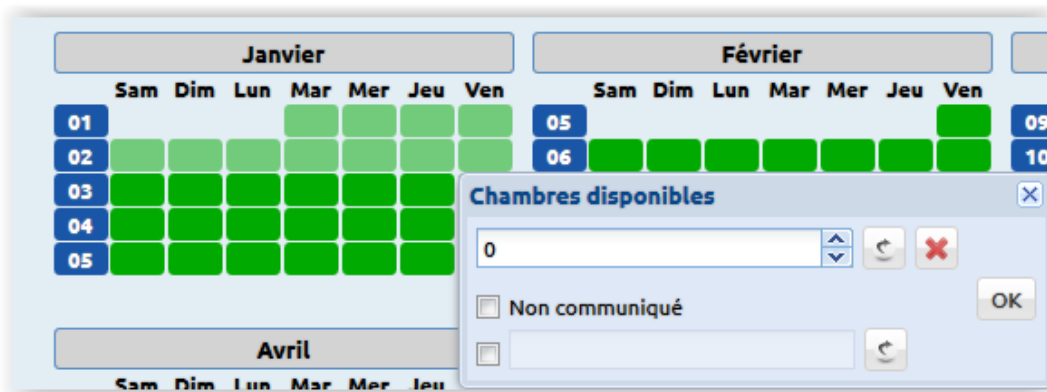 Janvier
Février
Sam Dim Lun Mar Mer Jeu Ven
Sam Dim Lun Mar Mer Jeu Ven
01
05
09
02
06
10
03
Chambres disponibles
04
0
05
Non communiqué
OK
Avril
Sam Dim Lun Mar Mer Jeu